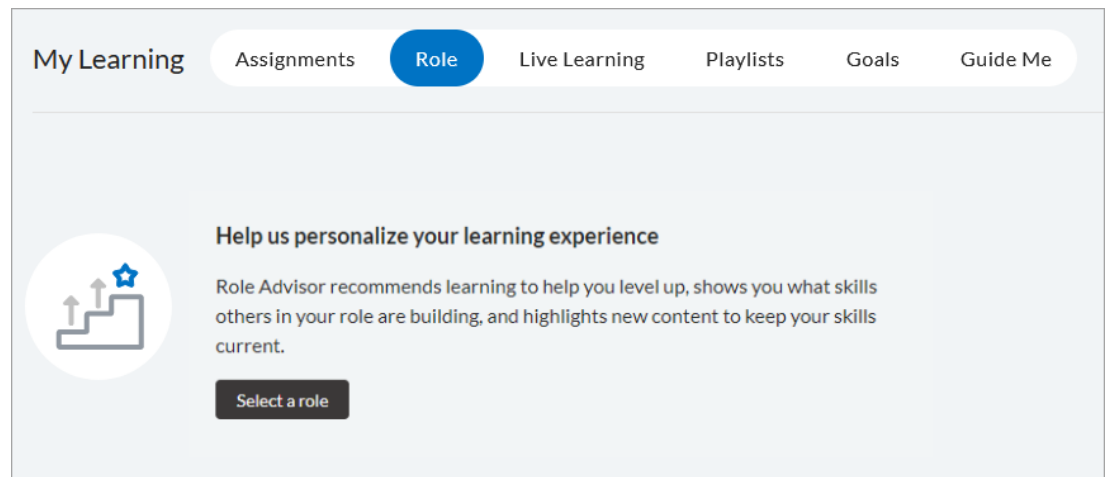 My Learning Assignments Role Live Learning Playlists Goals Guide Me
Help us personalize your learning experience
Role Advisor recommends learning to help you level up, shows you what skills
others in your role are building, and highlights new content to keep your skills
current.
Select a role